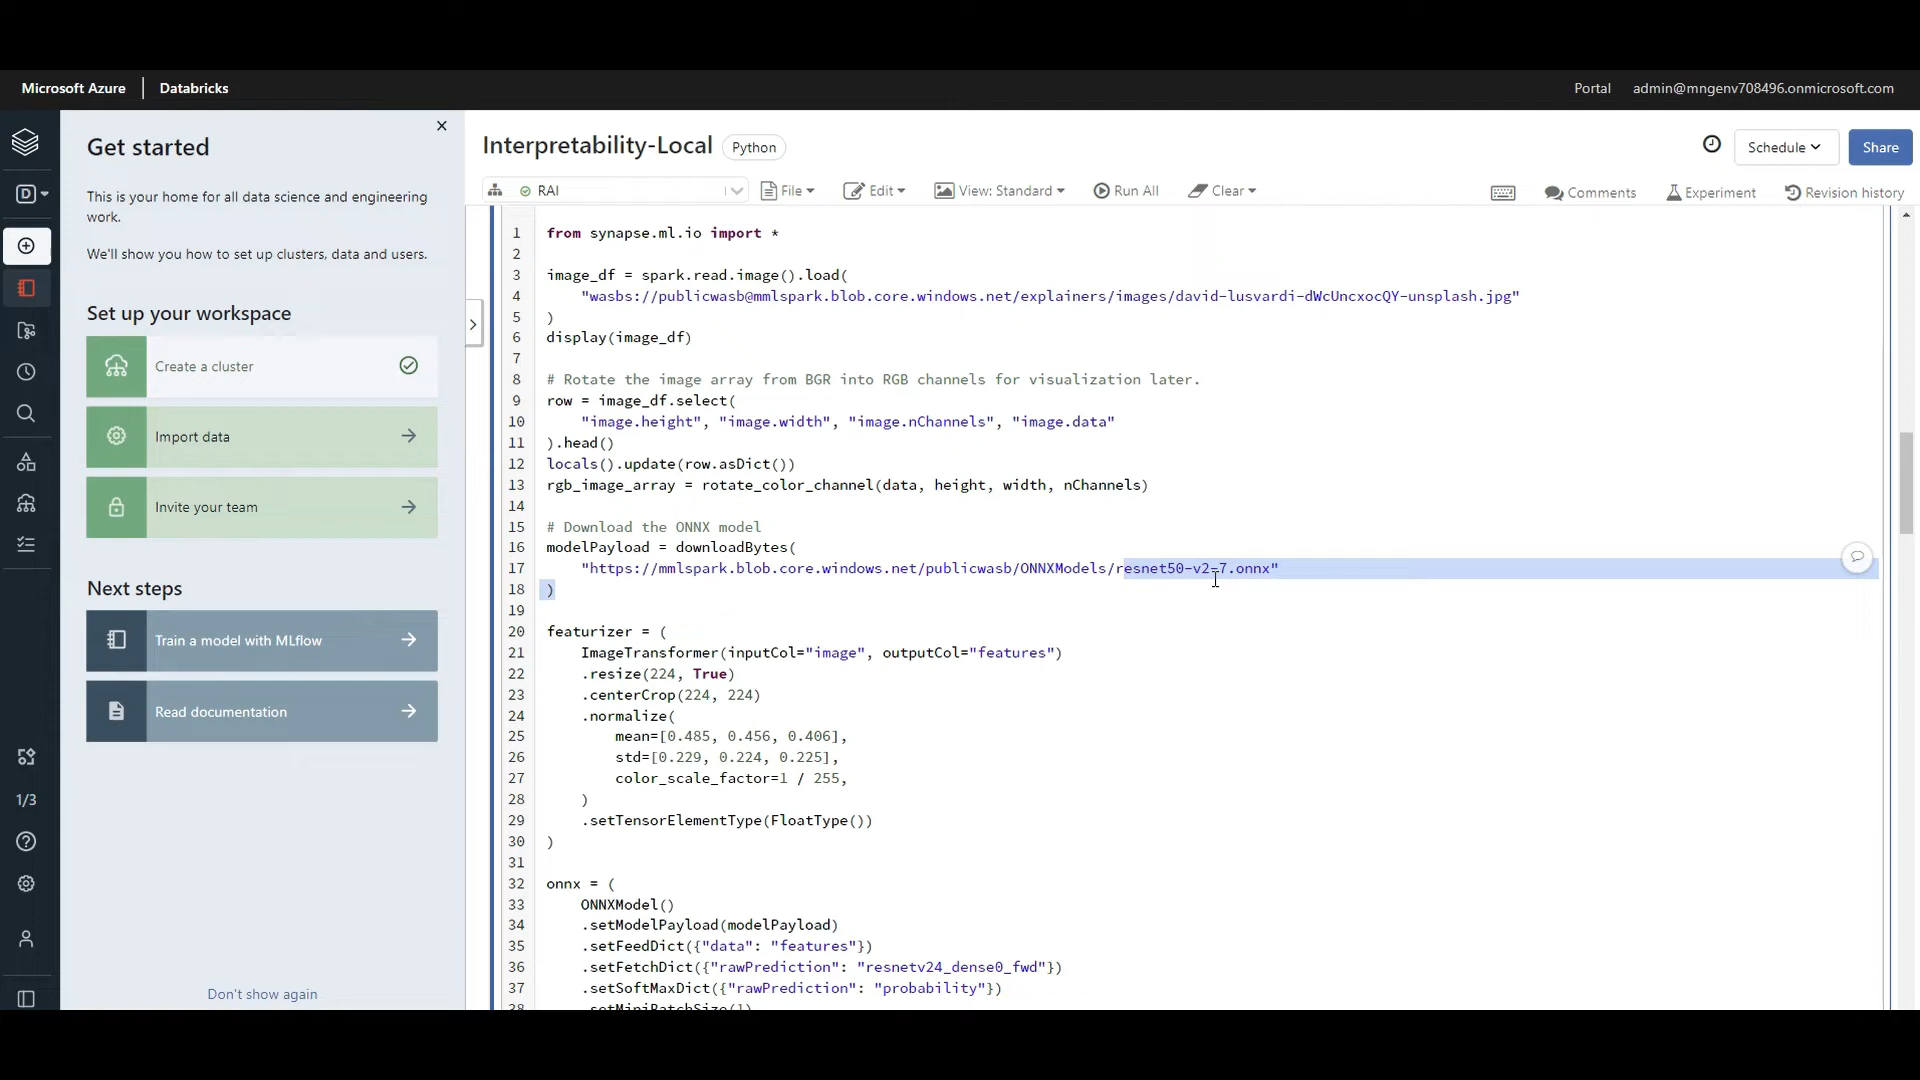 Microsoft Azure Databricks Portal admin@mngenv708496.onmicrosoft.com
Get started
This is your home for all data science and engineering
work.
We'll show you how to set up clusters, data and users.
Set up your workspace
Create a cluster
Import data
Invite your team
Next steps
Train a model with MLflow
Read documentation
Don't show again
D
1/3
Interpretability-Local Python
Schedule Share
RAI File Edit View: Standard Run All Clear Comments Experiment Revision history
1 from synapse.ml.io import *
2
3 image_df = spark.read.image().load(
4 "wasbs://publicwasb@mmlspark.blob.core.windows.net/explainers/images/david-lusvardi-dWcUncxocQY-unsplash.jpg"
5 )
6 display(image_df)
7
8 # Rotate the image array from BGR into RGB channels for visualization later.
9 row = image_df.select(
10 "image.height", "image.width", "image.nChannels", "image.data"
11 ).head()
12 locals().update(row.asDict())
13 rgb_image_array = rotate_color_channel(data, height, width, nChannels)
14
15 # Download the ONNX model
16 modelPayload = downloadBytes(
17 "https://mmlspark.blob.core.windows.net/publicwasb/ONNXModels/resnet50-v2-7.onnx"
18 )
19
20 featurizer = (
21 ImageTransformer(inputCol="image", outputCol="features")
22 .resize(224, True)
23 .centerCrop(224, 224)
24 .normalize(
25 mean=[0.485, 0.456, 0.406],
26 std=[0.229, 0.224, 0.225],
27 color_scale_factor=1 / 255,
28 )
29 .setTensorElementType(FloatType())
30 )
31
32 onnx = (
33 ONNXModel()
34 .setModelPayload(modelPayload)
35 .setFeedDict({"data": "features"})
36 .setFetchDict({"rawPrediction": "resnetv24_dense0_fwd"})
37 .setSoftMaxDict({"rawPrediction": "probability"})
38 .setMiniBatchSize(1)